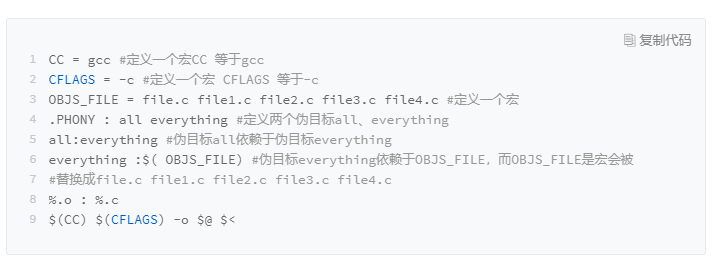 复制代码
1 CC = gcc #定义一个宏CC 等于gcc
2 CFLAGS = -c #定义一个宏 CFLAGS 等于-c
3 OBJS_FILE = file.c file1.c file2.c file3.c file4.c #定义一个宏
4 .PHONY : all everything #定义两个伪目标all、everything
5 all:everything #伪目标all依赖于伪目标everything
6 everything :$( OBJS_FILE) #伪目标everything依赖于OBJS_FILE，而OBJS_FILE是宏会被
7 #替换成file.c file1.c file2.c file3.c file4.c
8 %.o : %.c
9 $(CC) $(CFLAGS) -o $@ $<